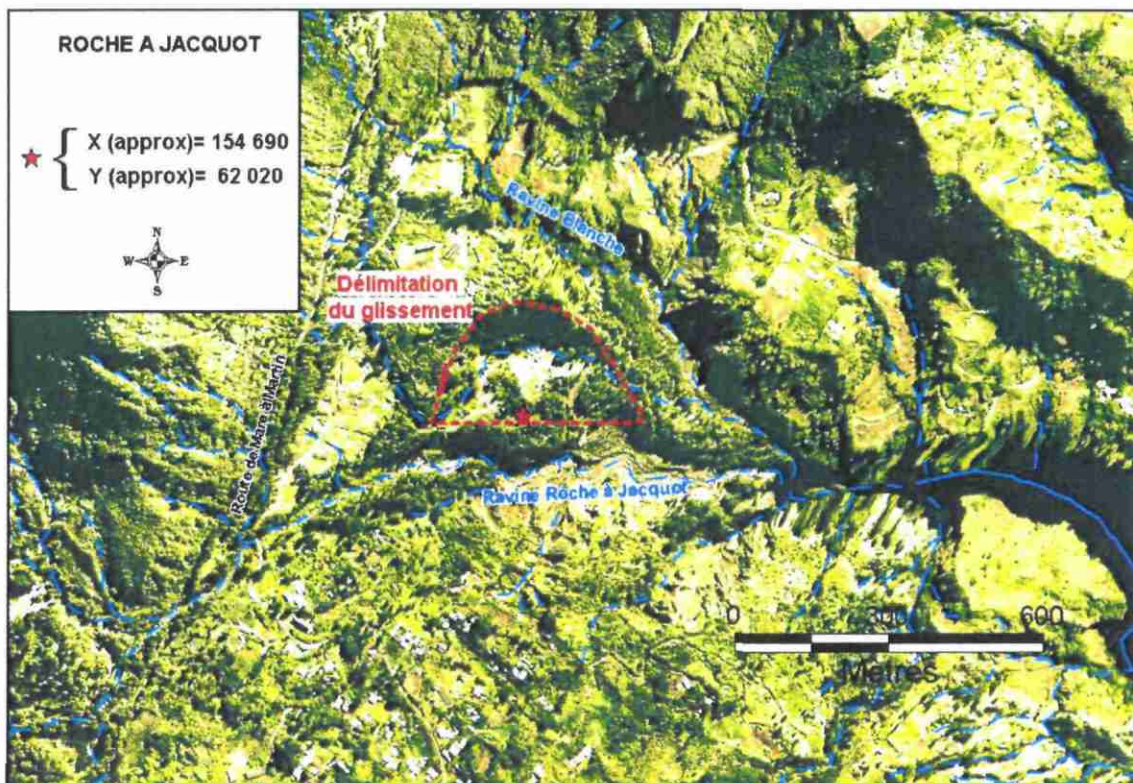 ROCHE A JACQUOT
X (approx)= 154 690
Y (approx)= 62 020
N
W E
S
Ravine Blanche
Délimitation
du glissement
Route de Mare à Martin
Ravine Roche à Jacquot
0 300 600
Mètres